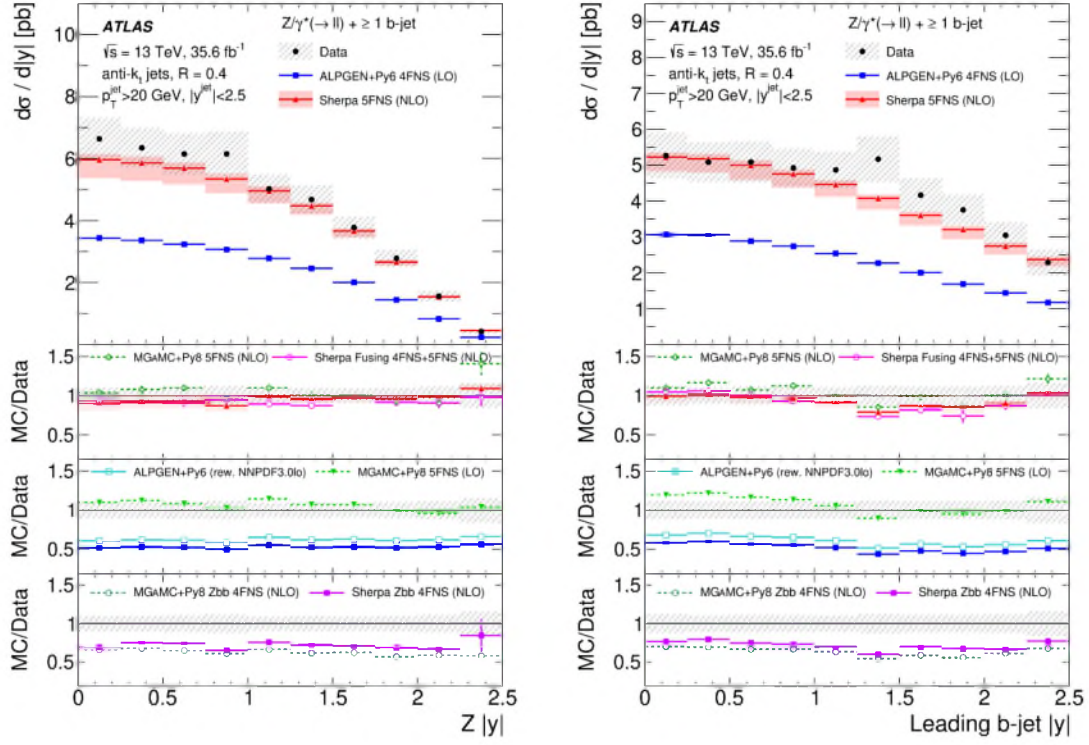 dσ / d|y| [pb]
ATLAS
Z/γ*(→ ll) + ≥ 1 b-jet
√s = 13 TeV, 35.6 fb⁻¹
Data
anti-kₜ jets, R = 0.4
ALPGEN+Py6 4FNS (LO)
p_T^jet>20 GeV, |y^jet|<2.5
Sherpa 5FNS (NLO)
10
8
6
4
2
MC/Data
MGAMC+Py8 5FNS (NLO)
Sherpa Fusing 4FNS+5FNS (NLO)
1.5
1
0.5
MC/Data
ALPGEN+Py6 (rew. NNPDF3.0lo)
MGAMC+Py8 5FNS (LO)
1.5
1
0.5
MC/Data
MGAMC+Py8 Zbb 4FNS (NLO)
Sherpa Zbb 4FNS (NLO)
1.5
1
0.5
0 0.5 1 1.5 2 2.5
Z |y|
dσ / d|y| [pb]
ATLAS
Z/γ*(→ ll) + ≥ 1 b-jet
√s = 13 TeV, 35.6 fb⁻¹
Data
anti-kₜ jets, R = 0.4
ALPGEN+Py6 4FNS (LO)
p_T^jet>20 GeV, |y^jet|<2.5
Sherpa 5FNS (NLO)
9
8
7
6
5
4
3
2
1
MC/Data
MGAMC+Py8 5FNS (NLO)
Sherpa Fusing 4FNS+5FNS (NLO)
1.5
1
0.5
MC/Data
ALPGEN+Py6 (rew. NNPDF3.0lo)
MGAMC+Py8 5FNS (LO)
1.5
1
0.5
MC/Data
MGAMC+Py8 Zbb 4FNS (NLO)
Sherpa Zbb 4FNS (NLO)
1.5
1
0.5
0 0.5 1 1.5 2 2.5
Leading b-jet |y|